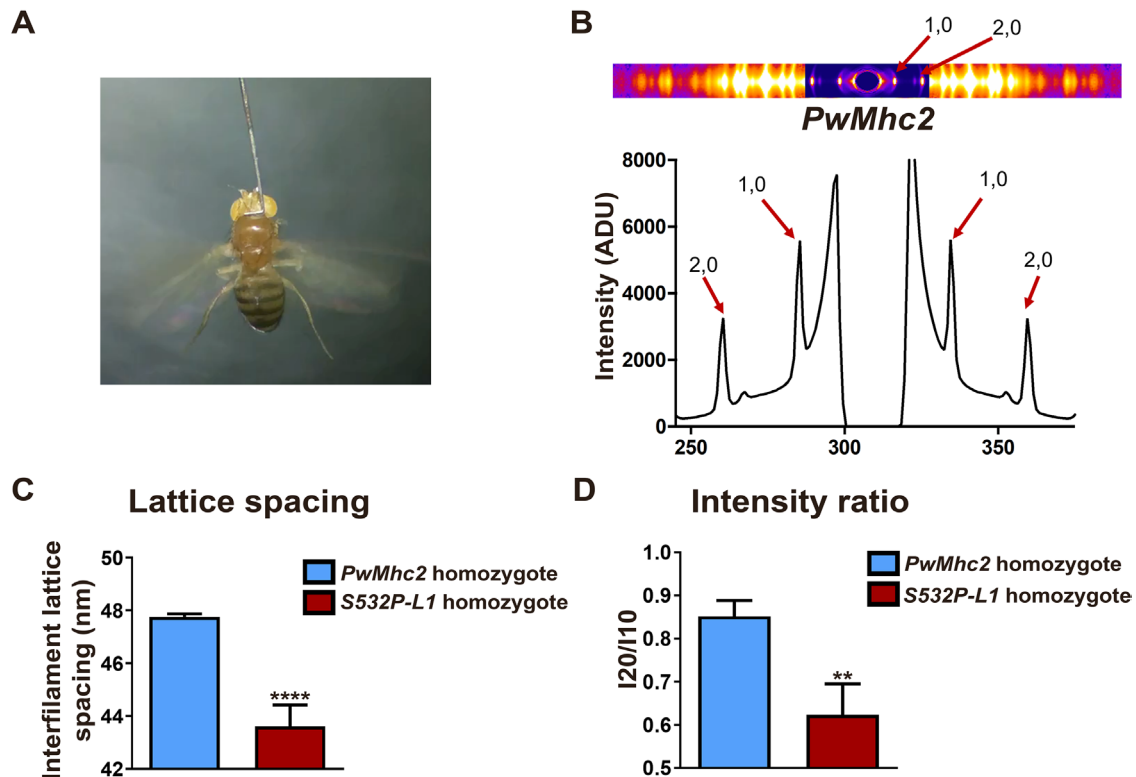 A
B
1,0
2,0
PwMhc2
8000
6000
4000
2000
0
Intensity (ADU)
1,0
1,0
2,0
2,0
250
300
350
C
Lattice spacing
Interfilament lattice
spacing (nm)
50
48
46
44
42
****
PwMhc2 homozygote
S532P-L1 homozygote
D
Intensity ratio
I20/I10
1.0
0.9
0.8
0.7
0.6
0.5
**
PwMhc2 homozygote
S532P-L1 homozygote